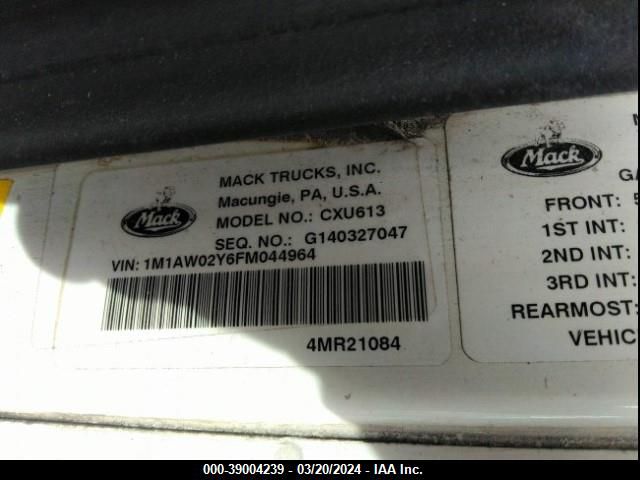 Mack
MACK TRUCKS, INC.
Macungie, PA, U.S.A.
MODEL NO.: CXU613
SEQ. NO.: G140327047
VIN: 1M1AW02Y6FM044964
4MR21084
Mack
FRONT:
1ST INT:
2ND INT:
3RD INT:
REARMOST:
000-39004239 - 03/20/2024 - IAA Inc.